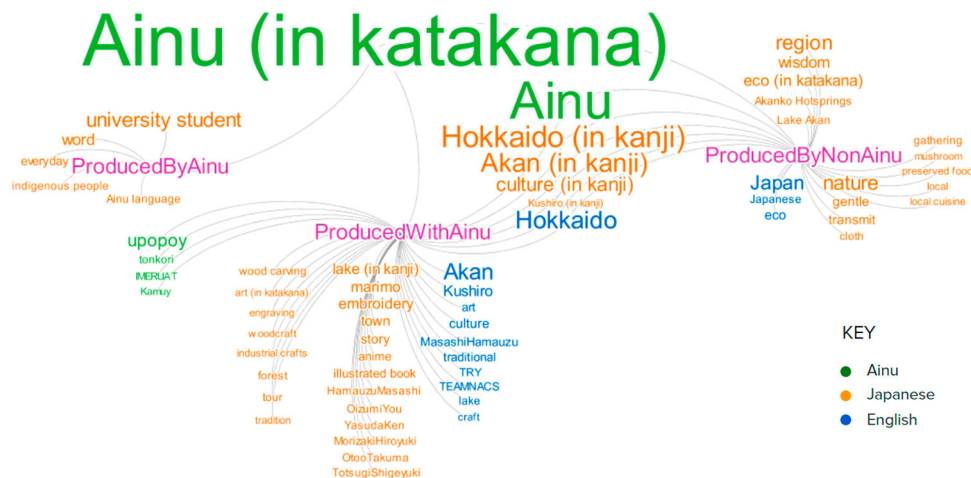 Ainu (in katakana)
Ainu
Hokkaido (in kanji)
Akan (in kanji)
culture (in kanji)
Kushiro (in kanji)
Hokkaido
university student
word
everyday
ProducedByAinu
indigenous people
Ainu language
region
wisdom
eco (in katakana)
Akanko Hotsprings
Lake Akan
ProducedByNonAinu
gathering
mushroom
preserved food
local
local cuisine
Japan
Japanese
eco
nature
gentle
transmit
cloth
ProducedWithAinu
upopoy
tonkori
IMERUAT
Kamuy
wood carving
art (in katakana)
engraving
woodcraft
industrial crafts
forest
tour
tradition
lake (in kanji)
marimo
embroidery
town
story
anime
illustrated book
HamauzuMasashi
OizumiYou
YasudaKen
MorizakiHiroyuki
OtooTakuma
TotsugiShigeyuki
Akan
Kushiro
art
culture
MasashiHamauzu
traditional
TRY
TEAMNACS
lake
craft
KEY
Ainu
Japanese
English